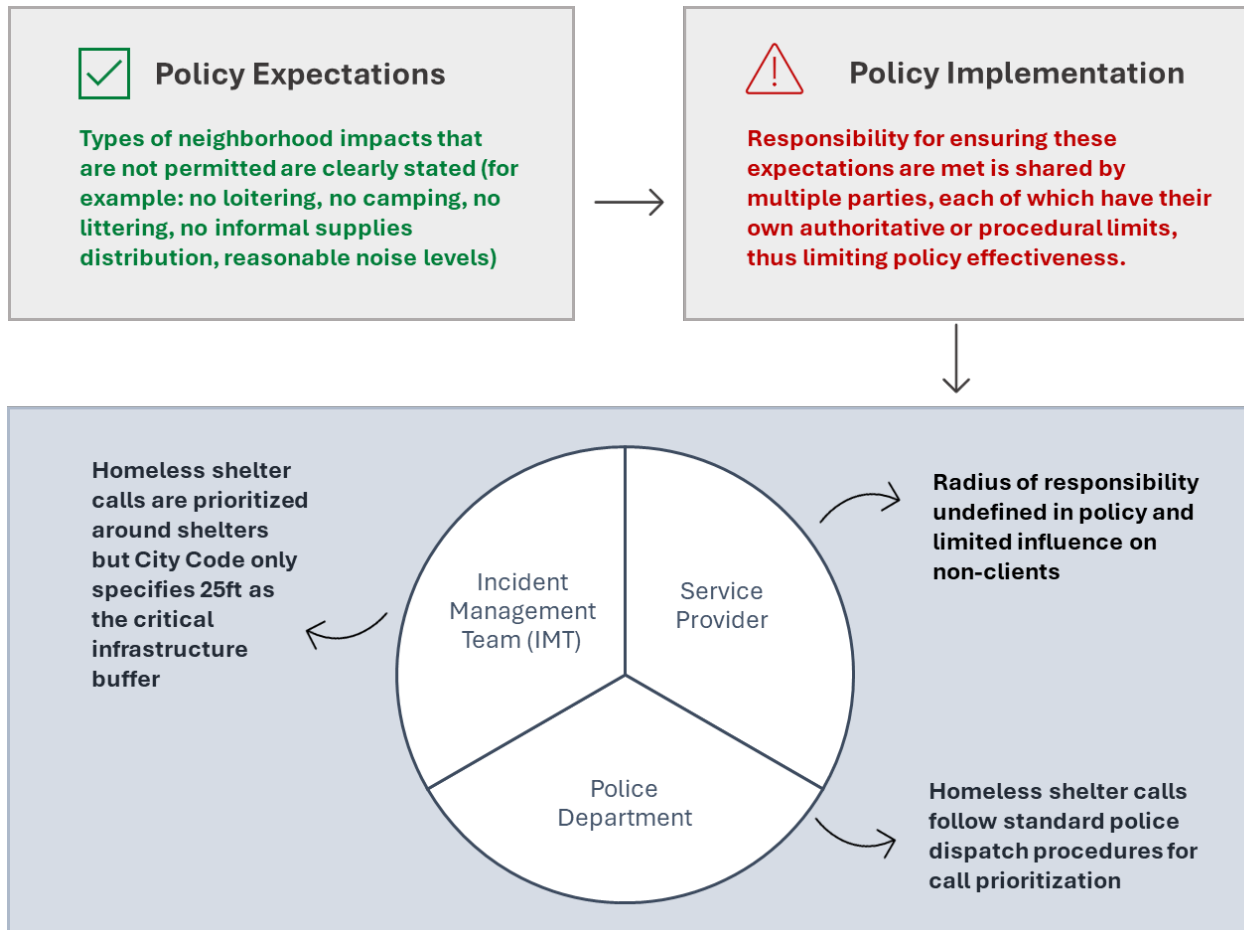 Policy Expectations
Types of neighborhood impacts that
are not permitted are clearly stated (for
example: no loitering, no camping, no
littering, no informal supplies
distribution, reasonable noise levels)
Policy Implementation
Responsibility for ensuring these
expectations are met is shared by
multiple parties, each of which have their
own authoritative or procedural limits,
thus limiting policy effectiveness.
Homeless shelter
calls are prioritized
around shelters
but City Code only
specifies 25ft as
the critical
infrastructure
buffer
Incident
Management
Team (IMT)
Service
Provider
Radius of responsibility
undefined in policy and
limited influence on
non-clients
Police
Department
Homeless shelter calls
follow standard police
dispatch procedures for
call prioritization